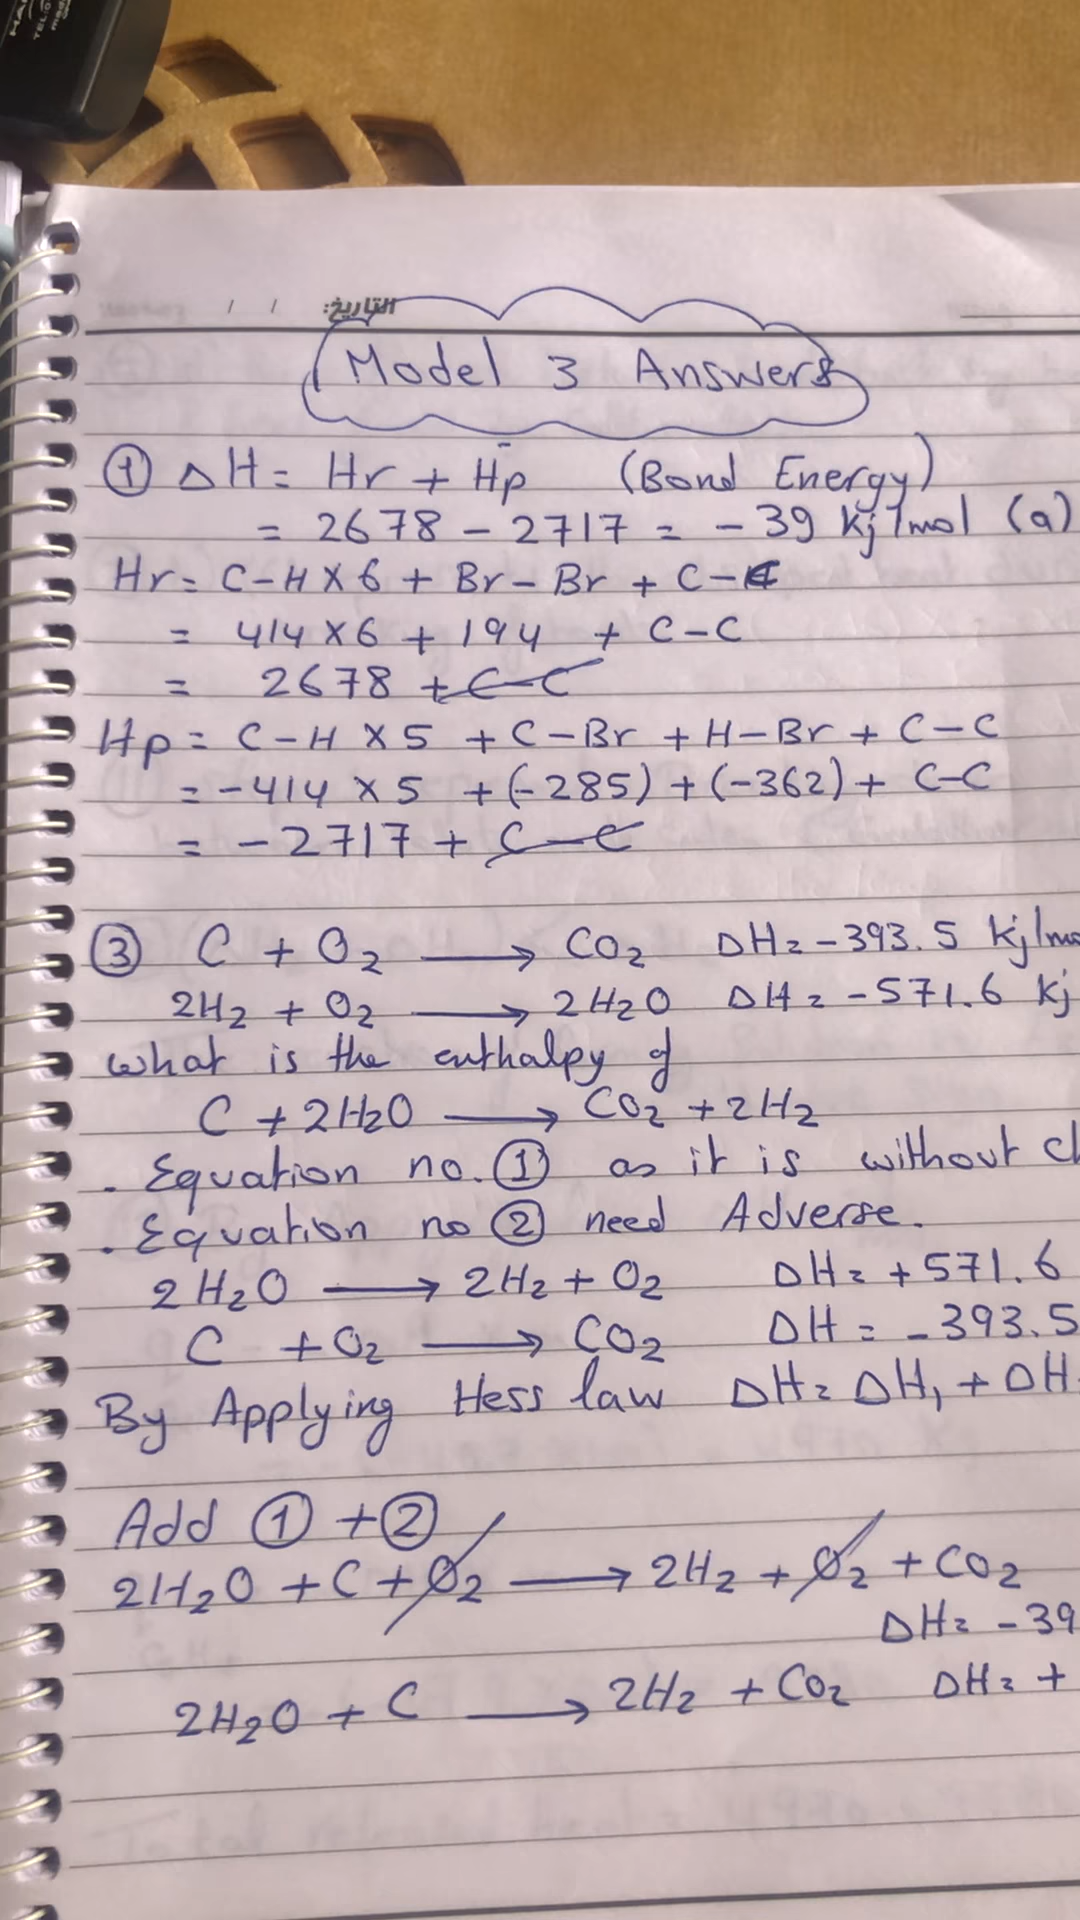 التاريخ: / /
Model 3 Answers
① ΔH = Hr + H̄p (Bond Energy)
= 2678 - 2717 = - 39 Kj/mol (a)
Hr = C-H X 6 + Br - Br + C-C
= 414 X 6 + 194 + C-C
= 2678 + C-C
Hp = C-H X 5 + C-Br + H-Br + C-C
= -414 X 5 + (-285) + (-362) + C-C
= - 2717 + C-C
③ C + O2 → CO2 ΔH = -393.5 Kj/mo
2H2 + O2 → 2H2O ΔH = -571.6 Kj
what is the enthalpy of
C + 2H2O → CO2 + 2H2
. Equation no. ① as it is without ch
. Equation no ② need Adverse.
2H2O → 2H2 + O2 ΔH = +571.6
C + O2 → CO2 ΔH = -393.5
By Applying Hess law ΔH = ΔH1 + ΔH
Add ① + ②
2H2O + C + O2 → 2H2 + O2 + CO2
ΔH = -39
2H2O + C → 2H2 + CO2 ΔH = +